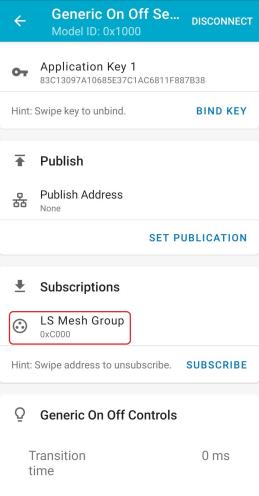 Generic On Off Se...
DISCONNECT
Model ID: 0x1000
Application Key 1
83C13097A10685E37C1AC6811F887B38
Hint: Swipe key to unbind.
BIND KEY
Publish
Publish Address
None
SET PUBLICATION
Subscriptions
LS Mesh Group
0xC000
Hint: Swipe address to unsubscribe.
SUBSCRIBE
Generic On Off Controls
Transition
time
0 ms